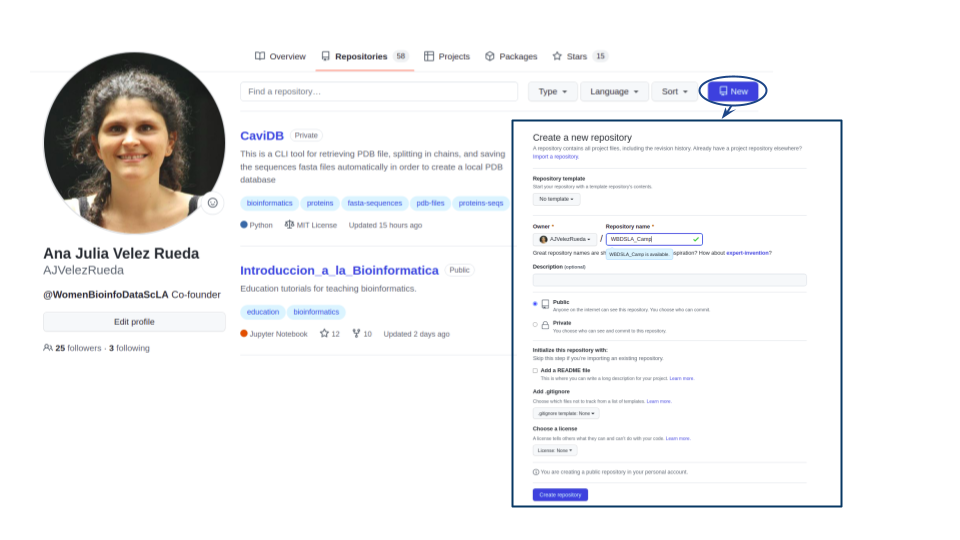 Overview
Repositories 58
Projects
Packages
Stars 15
Find a repository...
Type
Language
Sort
New
CaviDB Private
This is a CLI tool for retrieving PDB file, splitting in chains, and saving
the sequences fasta files automatically in order to create a local PDB
database
bioinformatics proteins fasta-sequences pdb-files proteins-seqs
Python MIT License Updated 15 hours ago
Introduccion_a_la_Bioinformatica Public
Education tutorials for teaching bioinformatics.
education bioinformatics
Jupyter Notebook 12 10 Updated 2 days ago
Ana Julia Velez Rueda
AJVelezRueda
@WomenBioinfoDataScLA Co-founder
Edit profile
25 followers · 3 following
Create a new repository
A repository contains all project files, including the revision history. Already have a project repository elsewhere?
Import a repository.
Repository template
Start your repository with a template repository's contents.
No template
Owner * Repository name *
AJVelezRueda / WBDSLA_Camp
Great repository names are sh
WBDSLA_Camp is available.
spiration? How about expert-invention?
Description (optional)
Public
Anyone on the internet can see this repository. You choose who can commit.
Private
You choose who can see and commit to this repository.
Initialize this repository with:
Skip this step if you're importing an existing repository.
Add a README file
This is where you can write a long description for your project. Learn more.
Add .gitignore
Choose which files not to track from a list of templates. Learn more.
.gitignore template: None
Choose a license
A license tells others what they can and can't do with your code. Learn more.
License: None
You are creating a public repository in your personal account.
Create repository